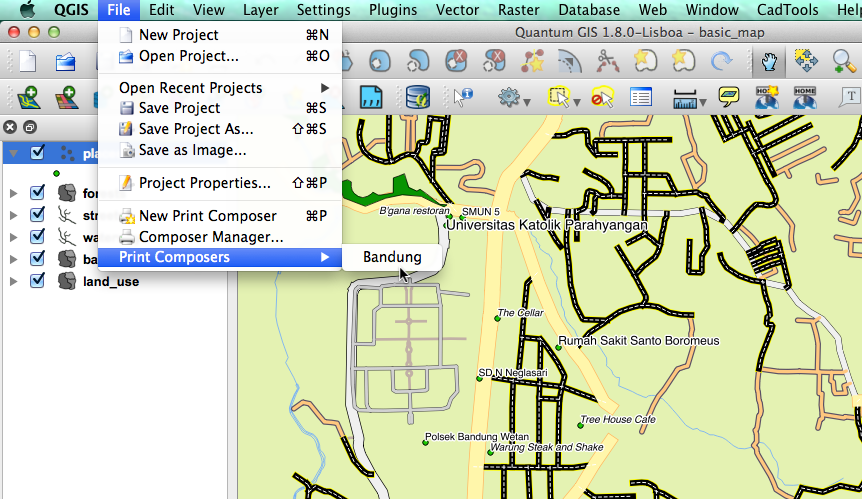 QGIS File Edit View Layer Settings Plugins Vector Raster Database Web Window CadTools Help
Quantum GIS 1.8.0-Lisboa - basic_map
New Project ⌘N
Open Project... ⌘O
Open Recent Projects ▶
Save Project ⌘S
Save Project As... ⇧⌘S
Save as Image...
Project Properties... ⇧⌘P
New Print Composer ⌘P
Composer Manager...
Print Composers ▶
Bandung
HOME
HOME
pla
for
str
wa
ba
land_use
B'gana restoran
SMUN 5
Universitas Katolik Parahyangan
The Cellar
Rumah Sakit Santo Boromeus
SD N Neglasari
Tree House Cafe
Polsek Bandung Wetan
Warung Steak and Shake